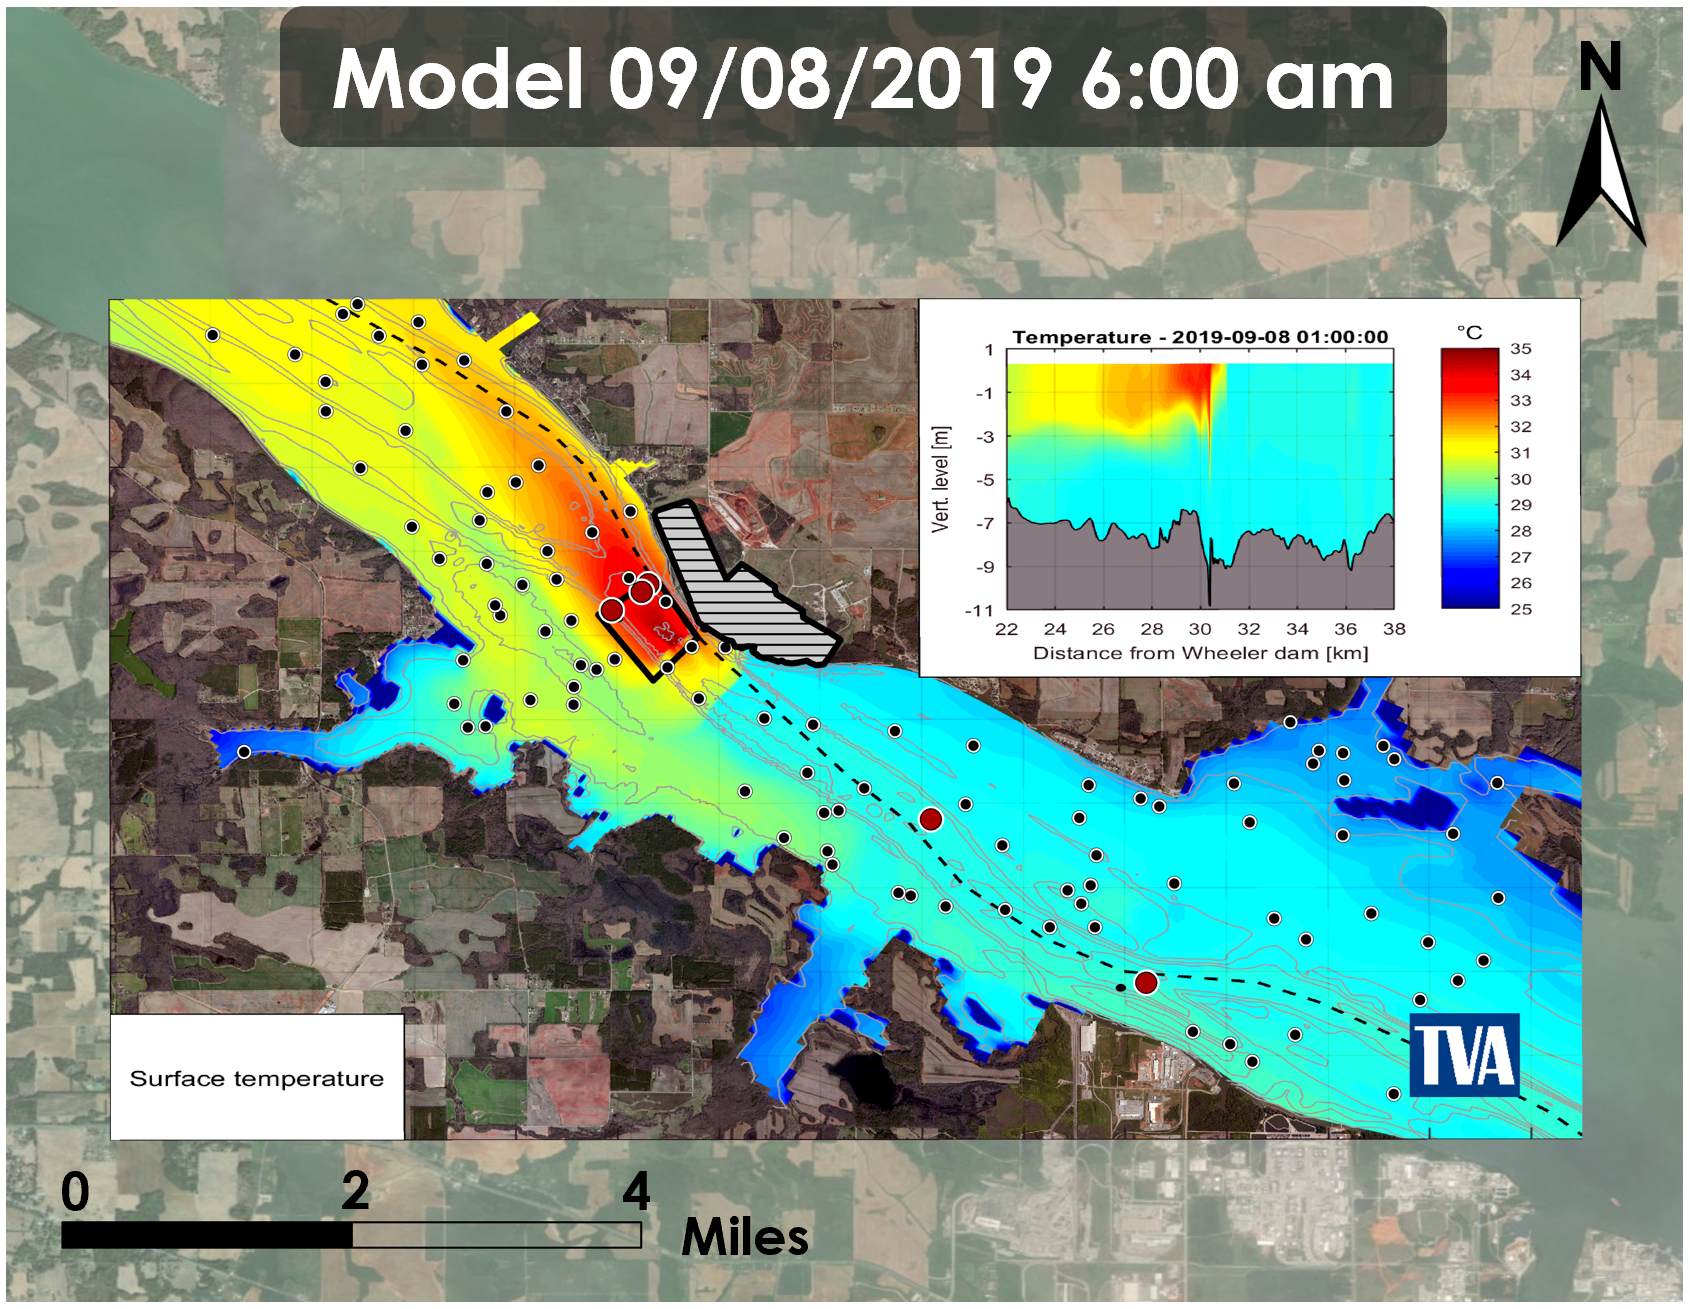 Model 09/08/2019 6:00 am
N
Temperature - 2019-09-08 01:00:00
°C
1
-1
-3
-5
-7
-9
-11
Vert. level [m]
22 24 26 28 30 32 34 36 38
Distance from Wheeler dam [km]
35
34
33
32
31
30
29
28
27
26
25
TVA
Surface temperature
0 2 4
Miles